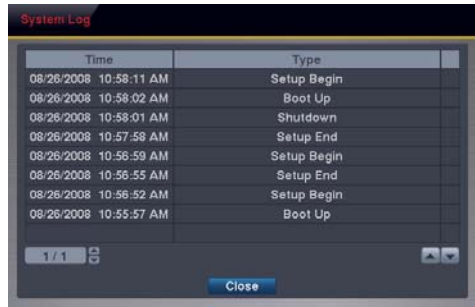 System Log
Time Type
08/26/2008 10:58:11 AM Setup Begin
08/26/2008 10:58:02 AM Boot Up
08/26/2008 10:58:01 AM Shutdown
08/26/2008 10:57:58 AM Setup End
08/26/2008 10:56:59 AM Setup Begin
08/26/2008 10:56:55 AM Setup End
08/26/2008 10:56:52 AM Setup Begin
08/26/2008 10:55:57 AM Boot Up
1 / 1
Close